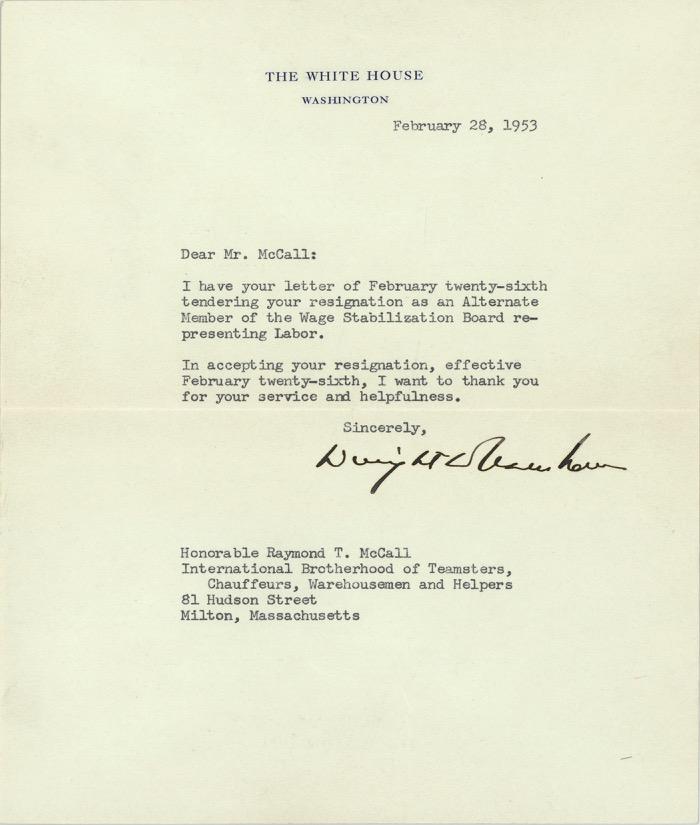 THE WHITE HOUSE
WASHINGTON
February 28, 1953
Dear Mr. McCall:
I have your letter of February twenty-sixth
tendering your resignation as an Alternate
Member of the Wage Stabilization Board re-
presenting Labor.
In accepting your resignation, effective
February twenty-sixth, I want to thank you
for your service and helpfulness.
Sincerely,
Dwight D Eisenhower
Honorable Raymond T. McCall
International Brotherhood of Teamsters,
Chauffeurs, Warehousemen and Helpers
81 Hudson Street
Milton, Massachusetts